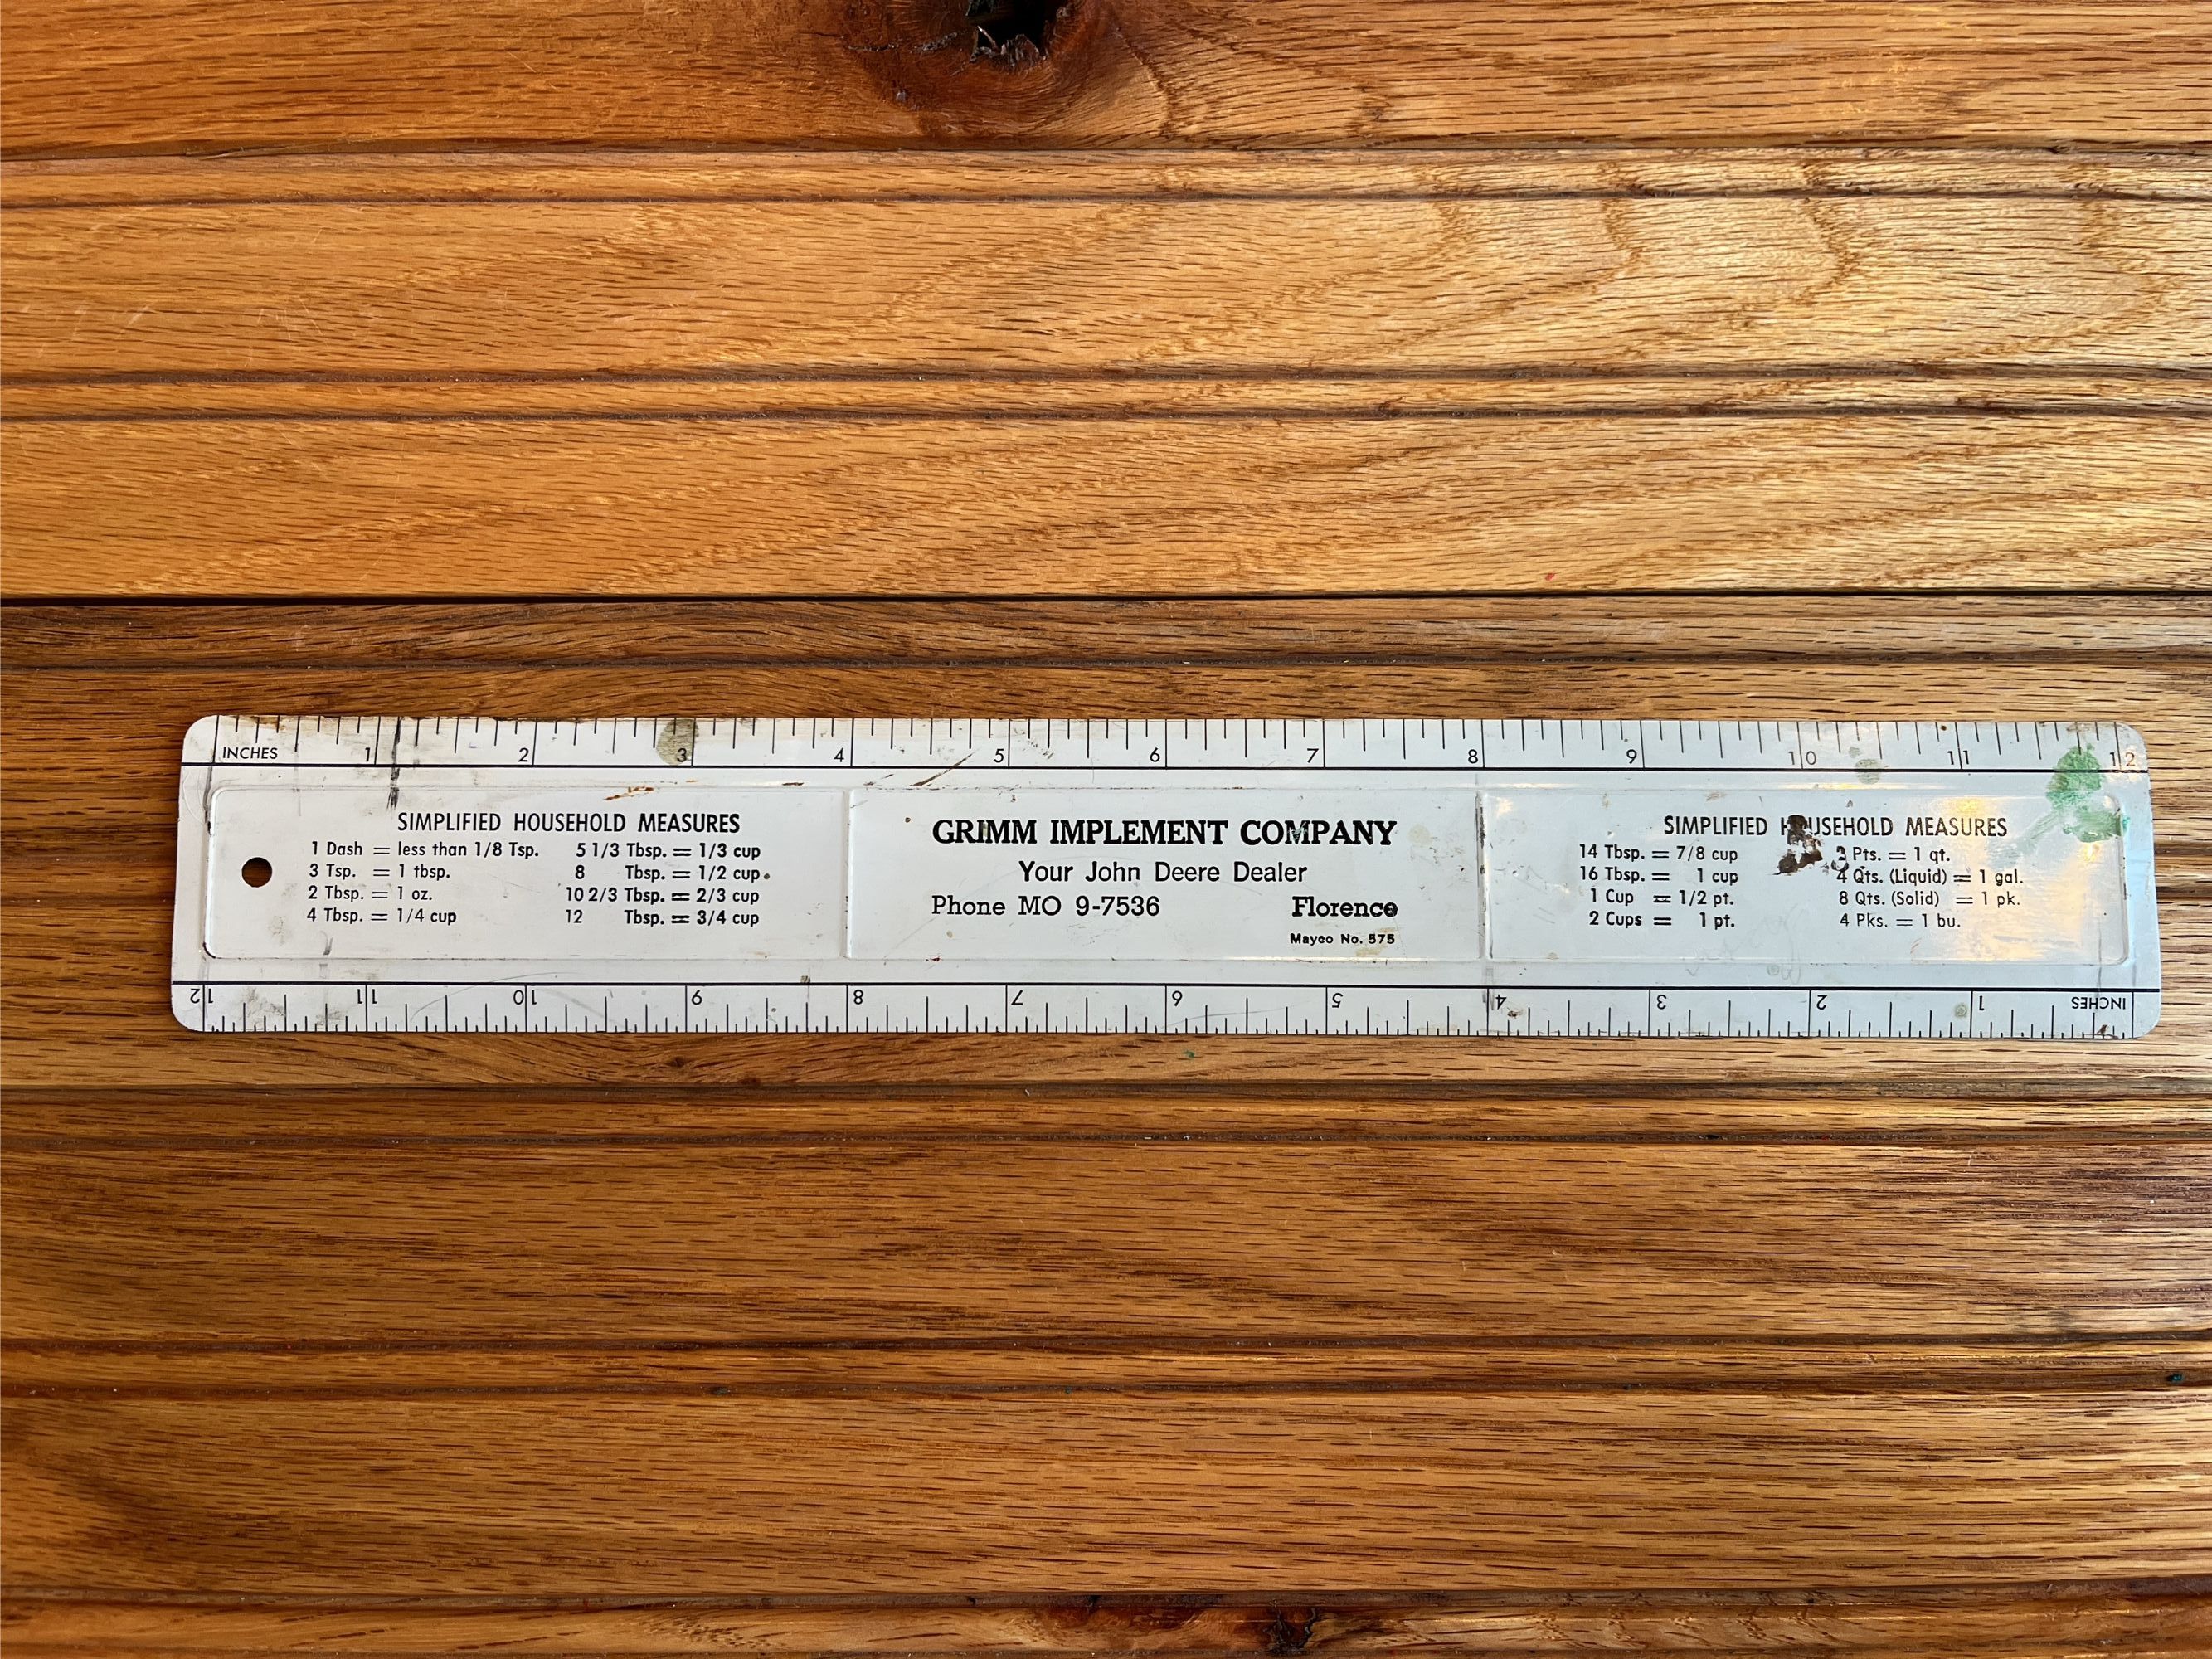 INCHES 1 2 3 4 5 6 7 8 9 10 11 12
SIMPLIFIED HOUSEHOLD MEASURES
1 Dash = less than 1/8 Tsp.
3 Tsp. = 1 tbsp.
2 Tbsp. = 1 oz.
4 Tbsp. = 1/4 cup
5 1/3 Tbsp. = 1/3 cup
8 Tbsp. = 1/2 cup
10 2/3 Tbsp. = 2/3 cup
12 Tbsp. = 3/4 cup
GRIMM IMPLEMENT COMPANY
Your John Deere Dealer
Phone MO 9-7536 Florence
Mayco No. 575
SIMPLIFIED HOUSEHOLD MEASURES
14 Tbsp. = 7/8 cup
16 Tbsp. = 1 cup
1 Cup = 1/2 pt.
2 Cups = 1 pt.
2 Pts. = 1 qt.
4 Qts. (Liquid) = 1 gal.
8 Qts. (Solid) = 1 pk.
4 Pks. = 1 bu.
INCHES 1 2 3 4 5 6 7 8 9 10 11 12